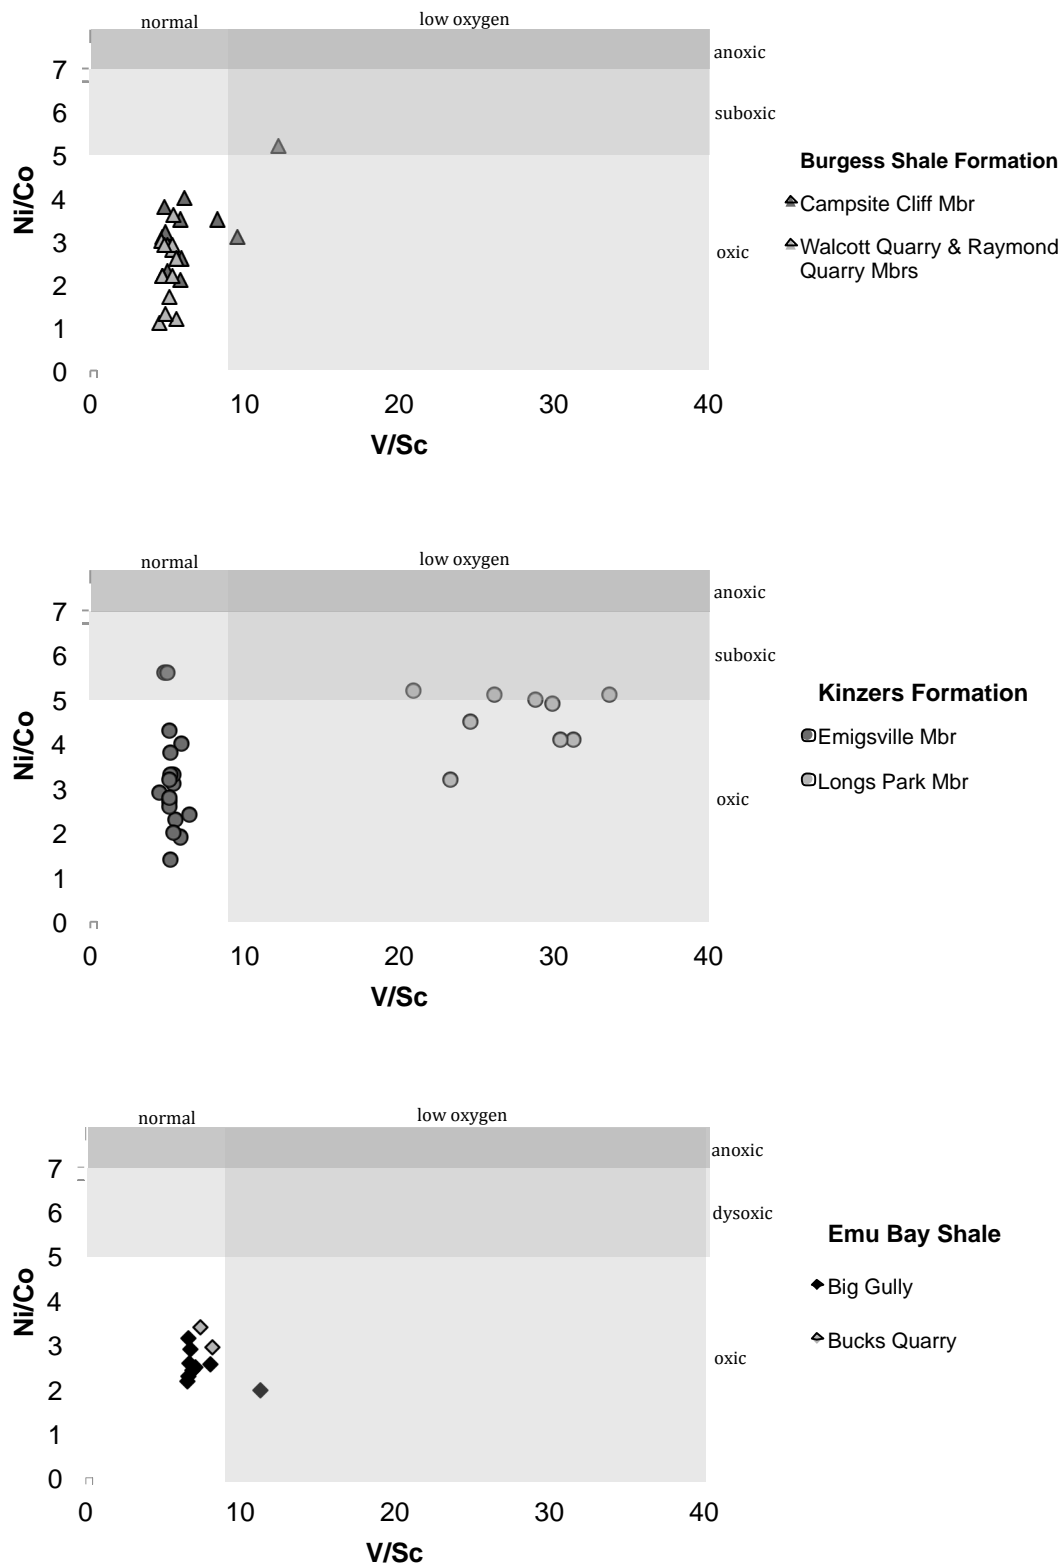 normal
low oxygen
anoxic
7
suboxic
6
5
Burgess Shale Formation
Ni/Co
4
Campsite Cliff Mbr
3
oxic
Walcott Quarry & Raymond
Quarry Mbrs
2
1
0
0
10
20
30
40
V/Sc
normal
low oxygen
anoxic
7
suboxic
6
5
Kinzers Formation
Ni/Co
4
Emigsville Mbr
3
oxic
Longs Park Mbr
2
1
0
0
10
20
30
40
V/Sc
normal
low oxygen
anoxic
7
dysoxic
6
5
Emu Bay Shale
Ni/Co
4
Big Gully
3
oxic
Bucks Quarry
2
1
0
0
10
20
30
40
V/Sc